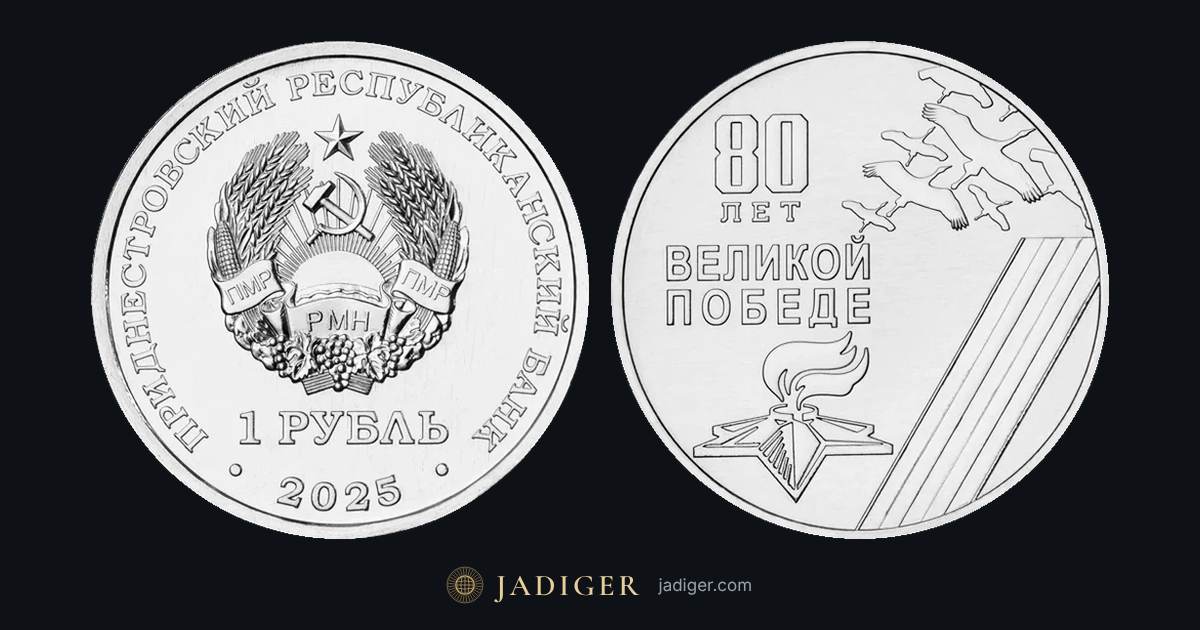 ПРИДНЕСТРОВСКИЙ РЕСПУБЛИКАНСКИЙ БАНК
ПМР
ПМР
РМН
1 РУБЛЬ
2025
80
ЛЕТ
ВЕЛИКОЙ
ПОБЕДЕ
JADIGER jadiger.com